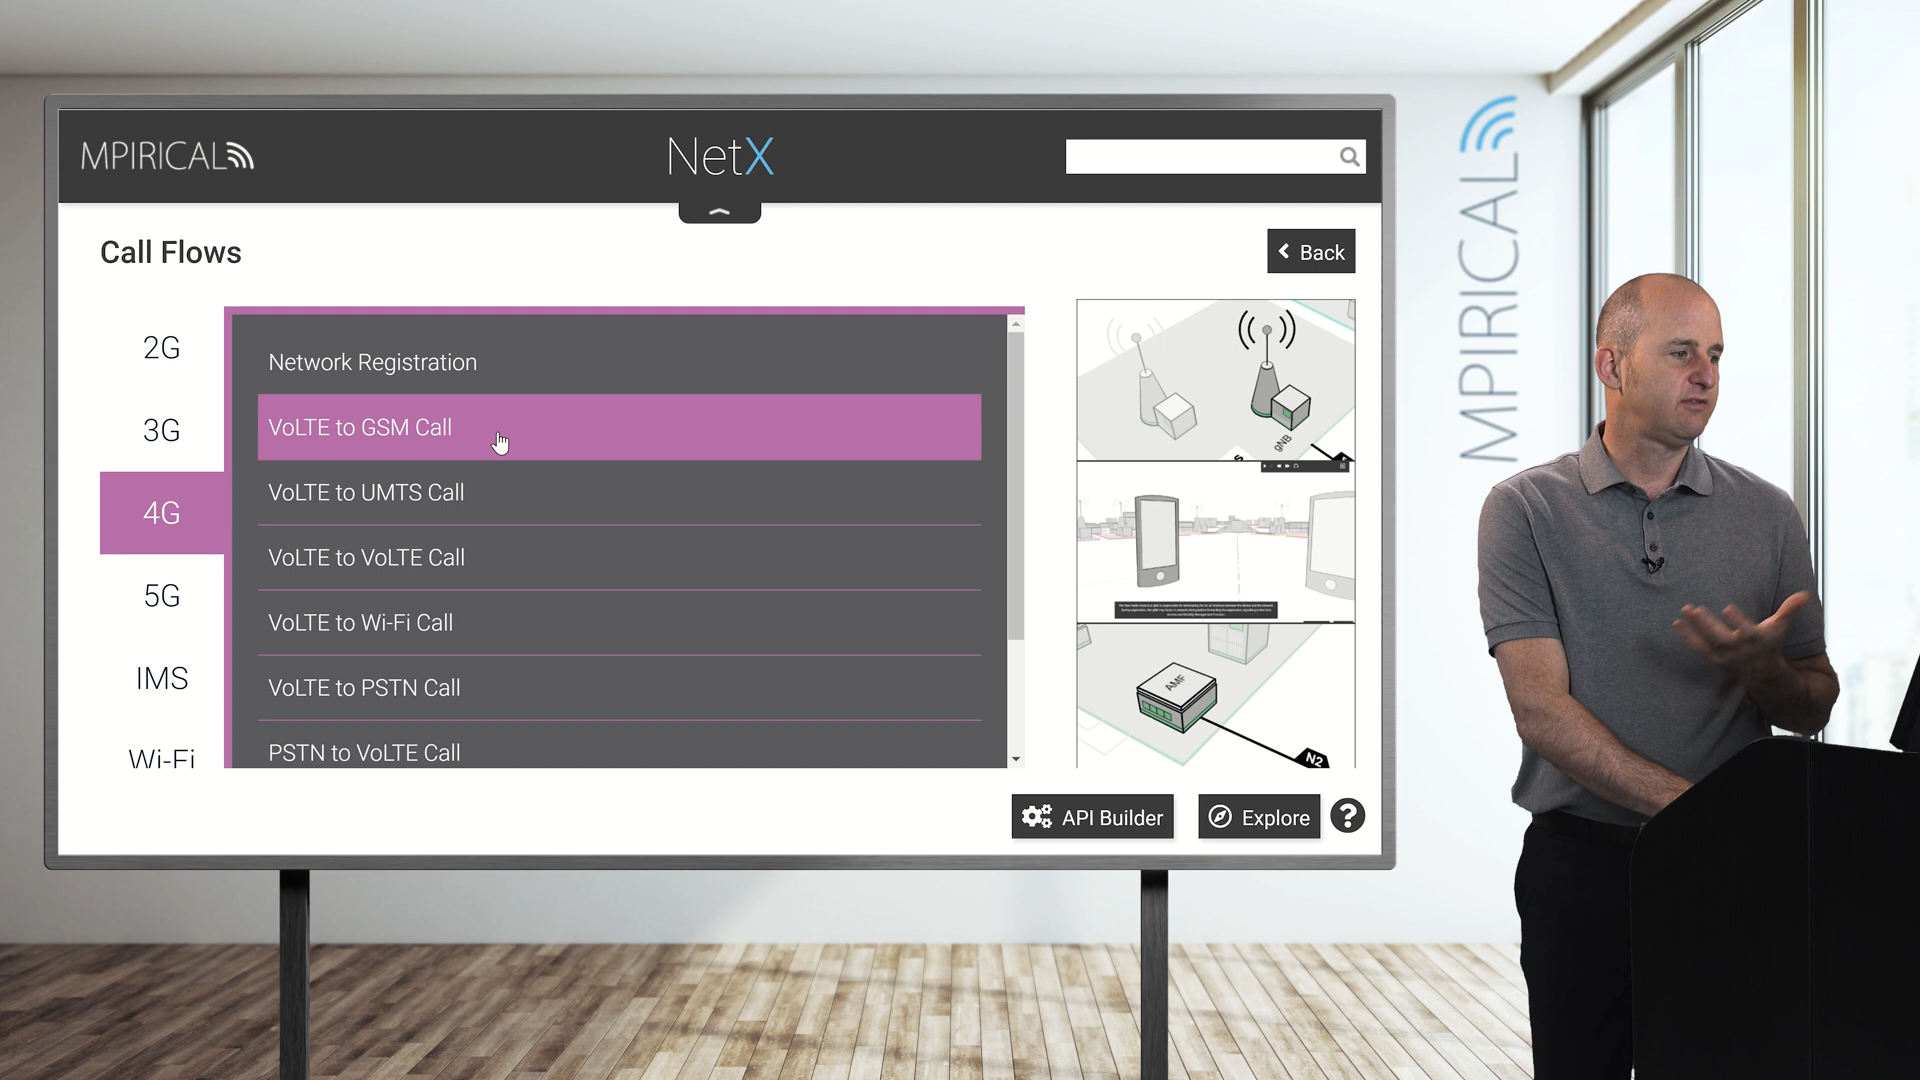 MPIRICAL
NetX
Call Flows
Back
2G
3G
4G
5G
IMS
Wi-Fi
Network Registration
VoLTE to GSM Call
VoLTE to UMTS Call
VoLTE to VoLTE Call
VoLTE to Wi-Fi Call
VoLTE to PSTN Call
PSTN to VoLTE Call
gNB
AMF
N2
API Builder
Explore
?
MPIRICAL